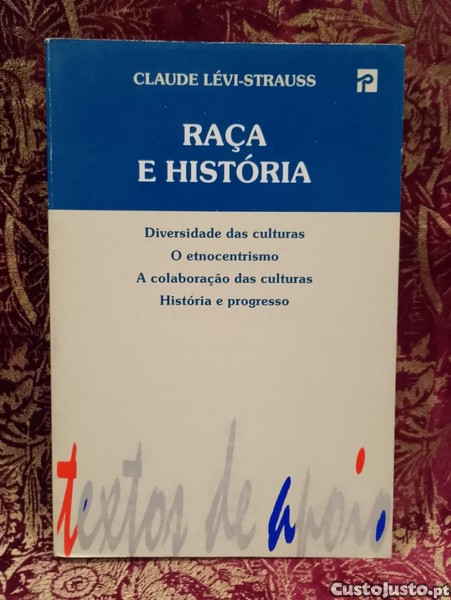 CLAUDE LÉVI-STRAUSS
P
RAÇA
E HISTÓRIA
Diversidade das culturas
O etnocentrismo
A colaboração das culturas
História e progresso
textos de apoio
CustoJusto.pt